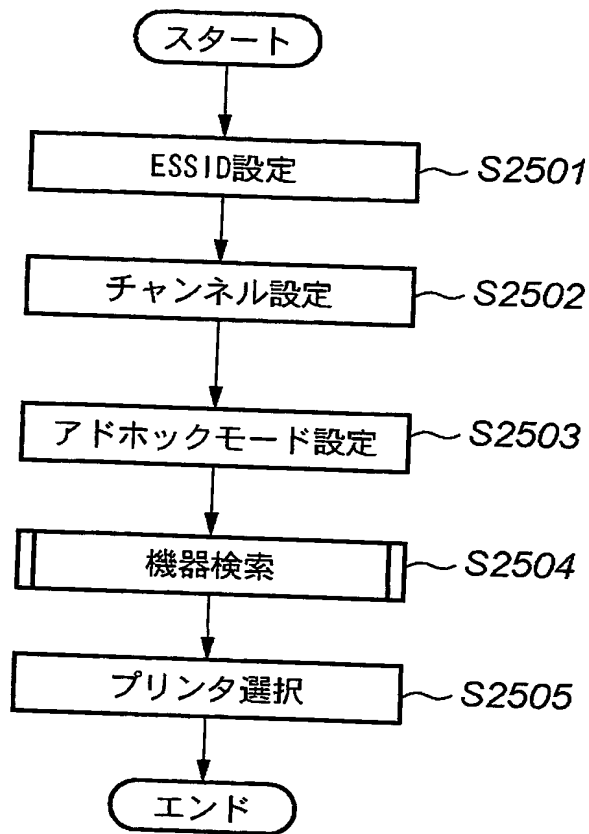 スタート
ESSID設定
S2501
チャンネル設定
S2502
アドホックモード設定
S2503
機器検索
S2504
プリンタ選択
S2505
エンド